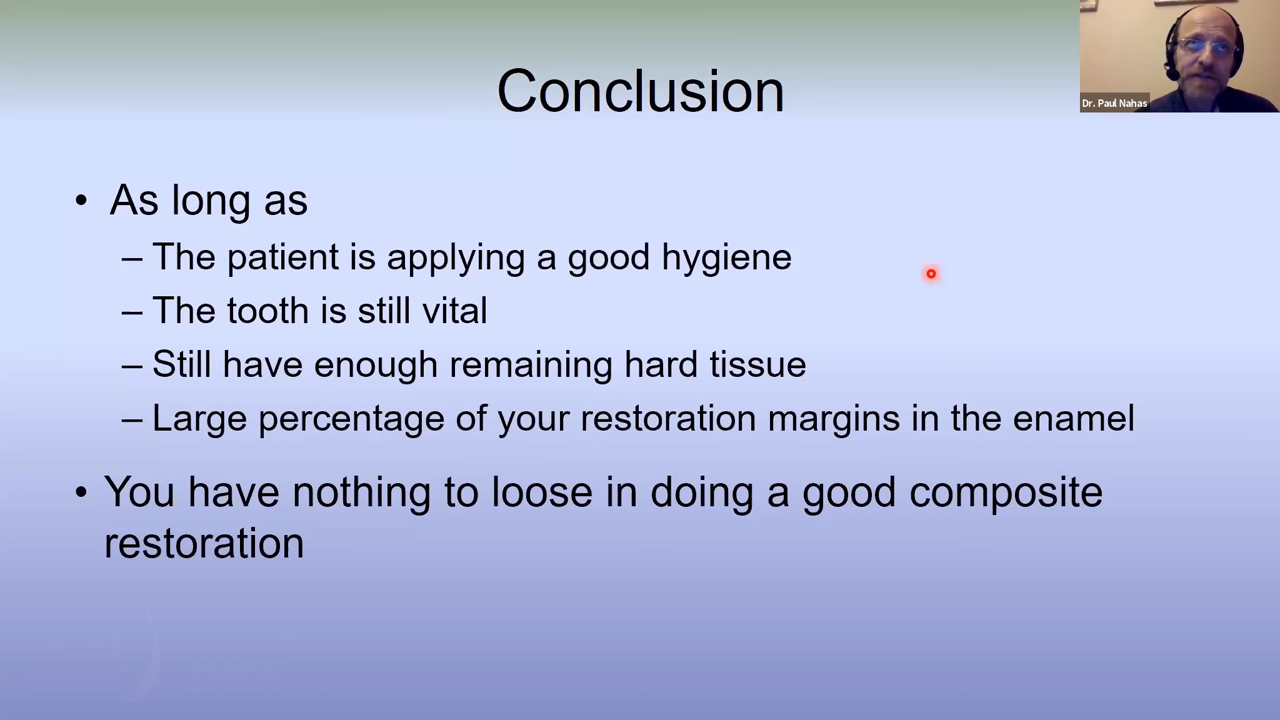 Conclusion
Dr. Paul Nahas
• As long as
– The patient is applying a good hygiene
– The tooth is still vital
– Still have enough remaining hard tissue
– Large percentage of your restoration margins in the enamel
• You have nothing to loose in doing a good composite
restoration